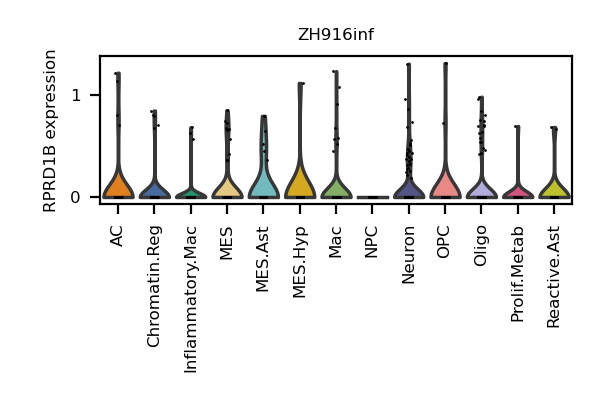 ZH916inf
RPRD1B expression
1
0
AC
Chromatin.Reg
Inflammatory.Mac
MES
MES.Ast
MES.Hyp
Mac
NPC
Neuron
OPC
Oligo
Prolif.Metab
Reactive.Ast